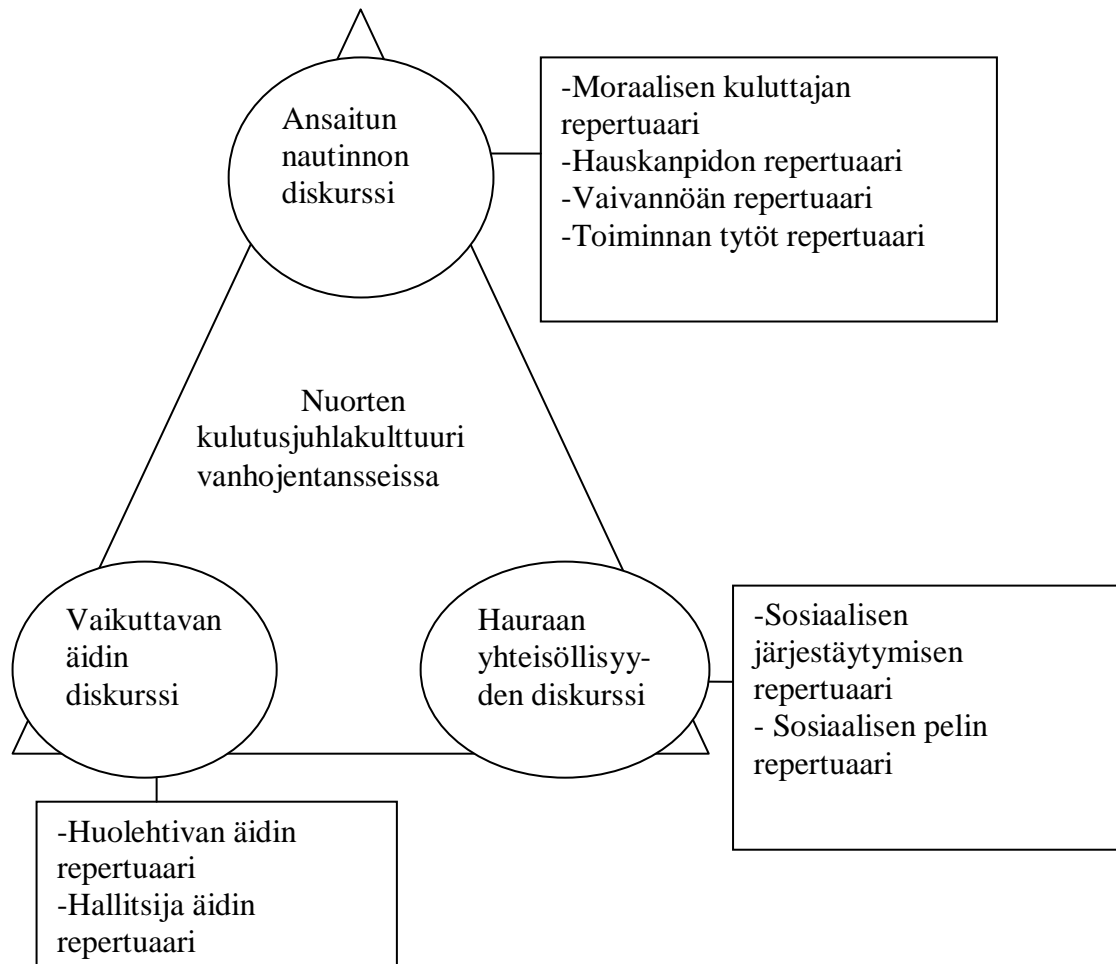 Ansaitun
nautinnon
diskurssi
-Moraalisen kuluttajan
repertuaari
-Hauskanpidon repertuaari
-Vaivannöän repertuaari
-Toiminnan tytöt repertuaari
Nuorten
kulutusjuhlakulttuuri
vanhojentansseissa
Vaikuttavan
äidin
diskurssi
Hauraan
yhteisöllisyy-
den diskurssi
-Sosiaalisen
järjestäytymisen
repertuaari
- Sosiaalisen pelin
repertuaari
-Huolehtivan äidin
repertuaari
-Hallitsija äidin
repertuaari